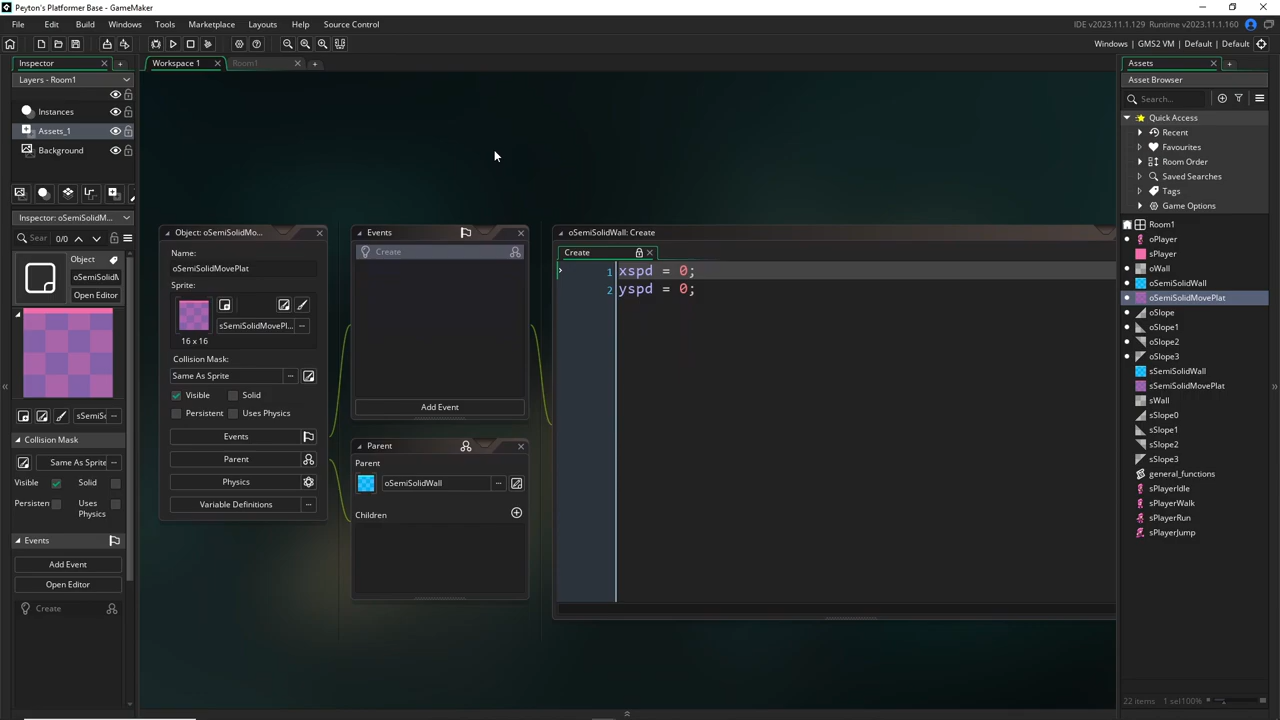 Peyton's Platformer Base - GameMaker
File Edit Build Windows Tools Marketplace Layouts Help Source Control
IDE v2023.11.1.129 Runtime v2023.11.1.160
Windows | GMS2 VM | Default | Default
Inspector
Workspace 1
Room1
Assets
Layers - Room1
Instances
Assets_1
Background
Inspector: oSemiSolidM...
Sear
0/0
Object
oSemiSolidM
Open Editor
sSemiS
Collision Mask
Same As Sprite
Visible
Solid
Persisten
Uses
Physics
Events
Add Event
Open Editor
Create
Object: oSemiSolidMo...
Name:
oSemiSolidMovePlat
Sprite:
sSemiSolidMovePl...
16 x 16
Collision Mask:
Same As Sprite
Visible
Solid
Persistent
Uses Physics
Events
Parent
Physics
Variable Definitions
Events
Create
Add Event
Parent
Parent
oSemiSolidWall
Children
oSemiSolidWall: Create
Create
1 xspd = 0;
2 yspd = 0;
Asset Browser
Search...
Quick Access
Recent
Favourites
Room Order
Saved Searches
Tags
Game Options
Room1
oPlayer
sPlayer
oWall
oSemiSolidWall
oSemiSolidMovePlat
oSlope
oSlope1
oSlope2
oSlope3
sSemiSolidWall
sSemiSolidMovePlat
sWall
sSlope0
sSlope1
sSlope2
sSlope3
general_functions
sPlayerIdle
sPlayerWalk
sPlayerRun
sPlayerJump
22 items 1 sel 100%